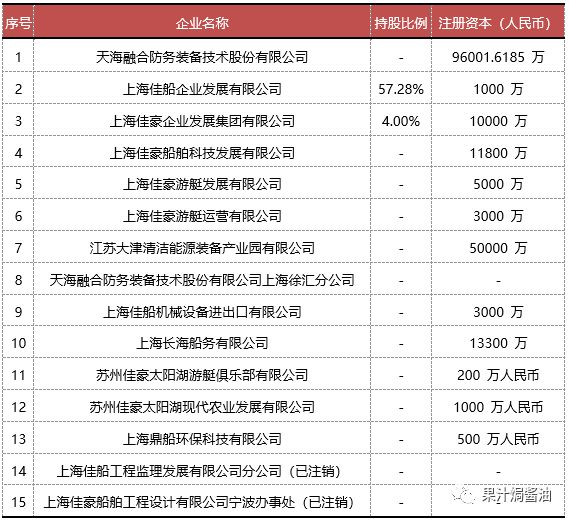 序号 企业名称 持股比例 注册资本（人民币）
1 天海融合防务装备技术股份有限公司 - 96001.6185 万
2 上海佳船企业发展有限公司 57.28% 1000 万
3 上海佳豪企业发展集团有限公司 4.00% 10000 万
4 上海佳豪船舶科技发展有限公司 - 11800 万
5 上海佳豪游艇发展有限公司 - 5000 万
6 上海佳豪游艇运营有限公司 - 3000 万
7 江苏大津清洁能源装备产业园有限公司 - 50000 万
8 天海融合防务装备技术股份有限公司上海徐汇分公司 - -
9 上海佳船机械设备进出口有限公司 - 3000 万
10 上海长海船务有限公司 - 13300 万
11 苏州佳豪太阳湖游艇俱乐部有限公司 - 200 万人民币
12 苏州佳豪太阳湖现代农业发展有限公司 - 1000 万人民币
13 上海鼎船环保科技有限公司 - 500 万人民币
14 上海佳船工程监理发展有限公司分公司（已注销） - -
15 上海佳豪船舶工程设计有限公司宁波办事处（已注销） - -
果汁焗酱油